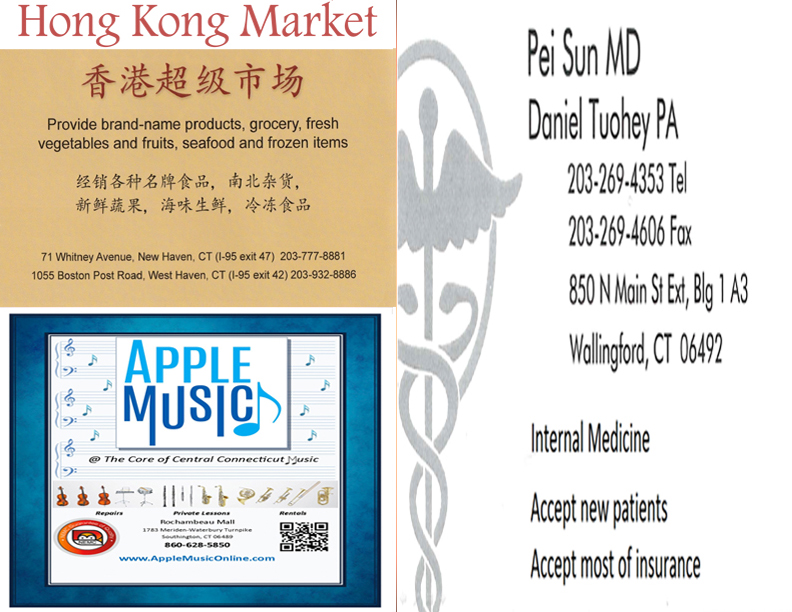 Hong Kong Market
香港超级市场
Provide brand-name products, grocery, fresh
vegetables and fruits, seafood and frozen items
经销各种名牌食品, 南北杂货,
新鲜蔬果, 海味生鲜, 冷冻食品
71 Whitney Avenue, New Haven, CT (I-95 exit 47) 203-777-8881
1055 Boston Post Road, West Haven, CT (I-95 exit 42) 203-932-8886
APPLE
MUSIC
@ The Core of Central Connecticut Music
Repairs Private Lessons Rentals
Rochambeau Mall
1783 Meriden-Waterbury Turnpike
Southington, CT 06489
860-628-5850
www.AppleMusicOnline.com
Pei Sun MD
Daniel Tuohey PA
203-269-4353 Tel
203-269-4606 Fax
850 N Main St Ext, Blg 1 A3
Wallingford, CT 06492
Internal Medicine
Accept new patients
Accept most of insurance